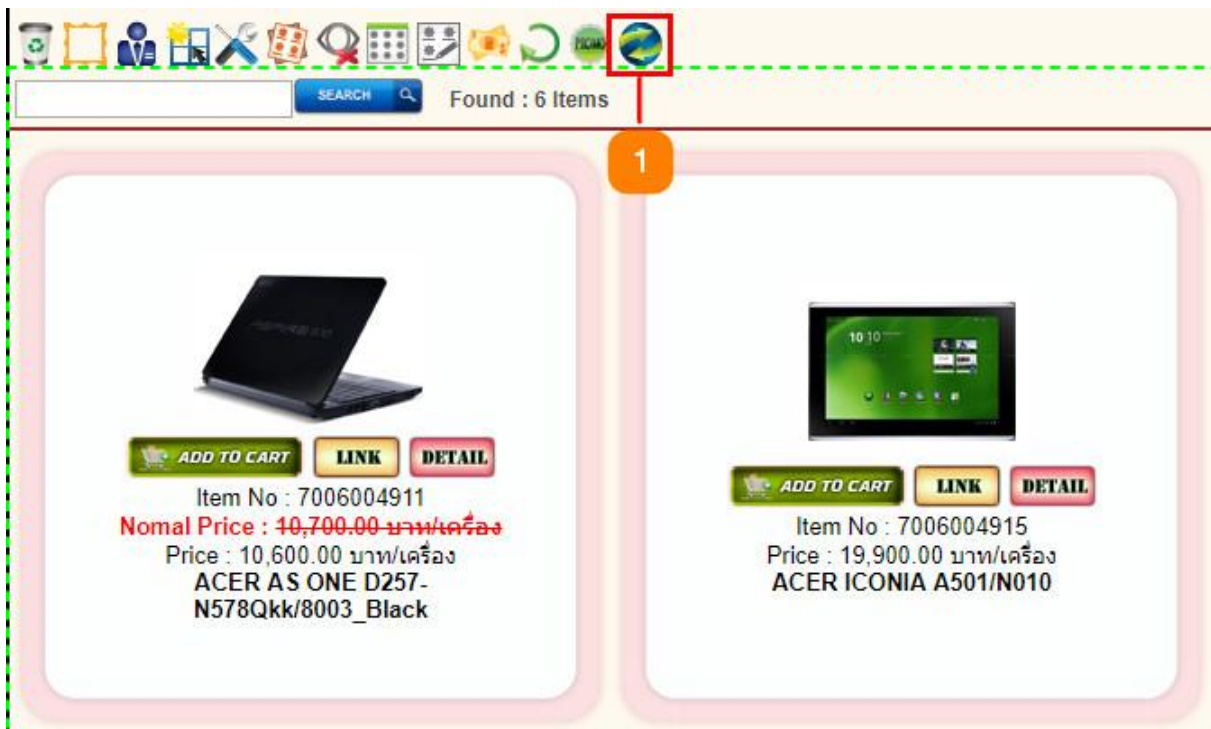 PROMO
SEARCH
Found : 6 Items
1
10 10
ADD TO CART LINK DETAIL
Item No : 7006004911
Nomal Price : 10,700.00 บาท/เครื่อง
Price : 10,600.00 บาท/เครื่อง
ACER AS ONE D257-
N578Qkk/8003_Black
ADD TO CART LINK DETAIL
Item No : 7006004915
Price : 19,900.00 บาท/เครื่อง
ACER ICONIA A501/N010